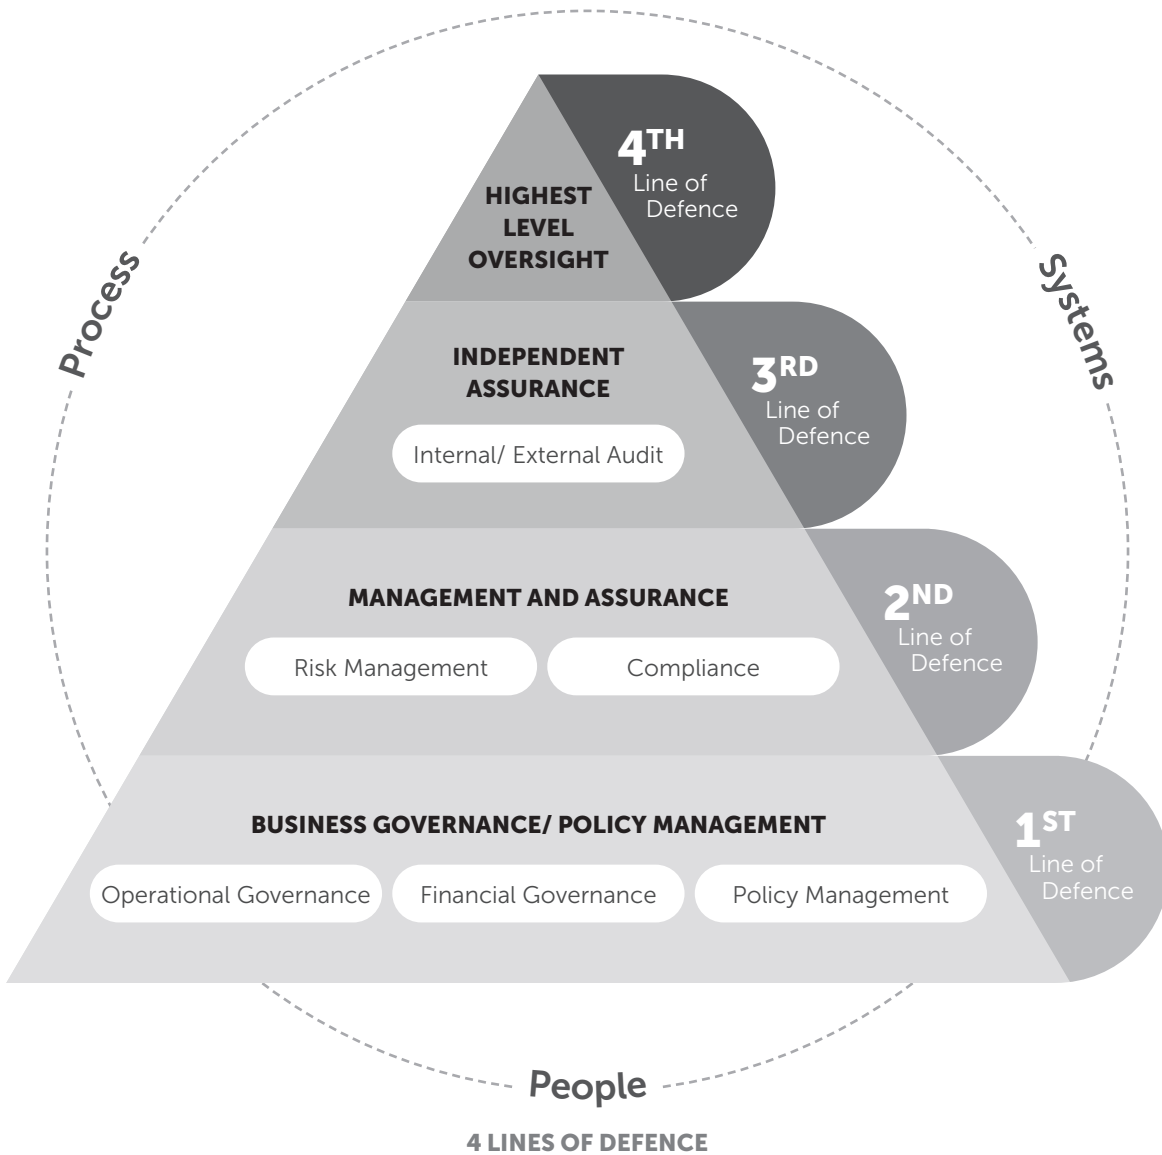 4TH
Line of
Defence
HIGHEST
LEVEL
OVERSIGHT
Process
Systems
INDEPENDENT
ASSURANCE
3RD
Line of
Defence
Internal/ External Audit
MANAGEMENT AND ASSURANCE
2ND
Line of
Defence
Risk Management
Compliance
BUSINESS GOVERNANCE/ POLICY MANAGEMENT
1ST
Line of
Defence
Operational Governance
Financial Governance
Policy Management
People
4 LINES OF DEFENCE